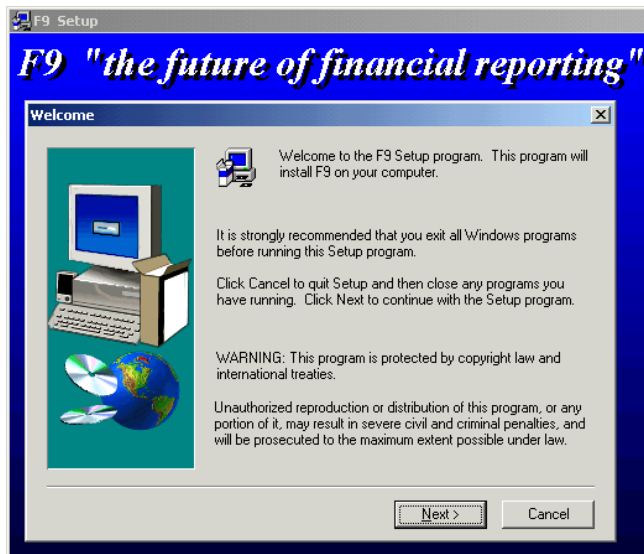 F9 Setup
F9 "the future of financial reporting"
Welcome
Welcome to the F9 Setup program. This program will
install F9 on your computer.
It is strongly recommended that you exit all Windows programs
before running this Setup program.
Click Cancel to quit Setup and then close any programs you
have running. Click Next to continue with the Setup program.
WARNING: This program is protected by copyright law and
international treaties.
Unauthorized reproduction or distribution of this program, or any
portion of it, may result in severe civil and criminal penalties, and
will be prosecuted to the maximum extent possible under law.
Next > Cancel